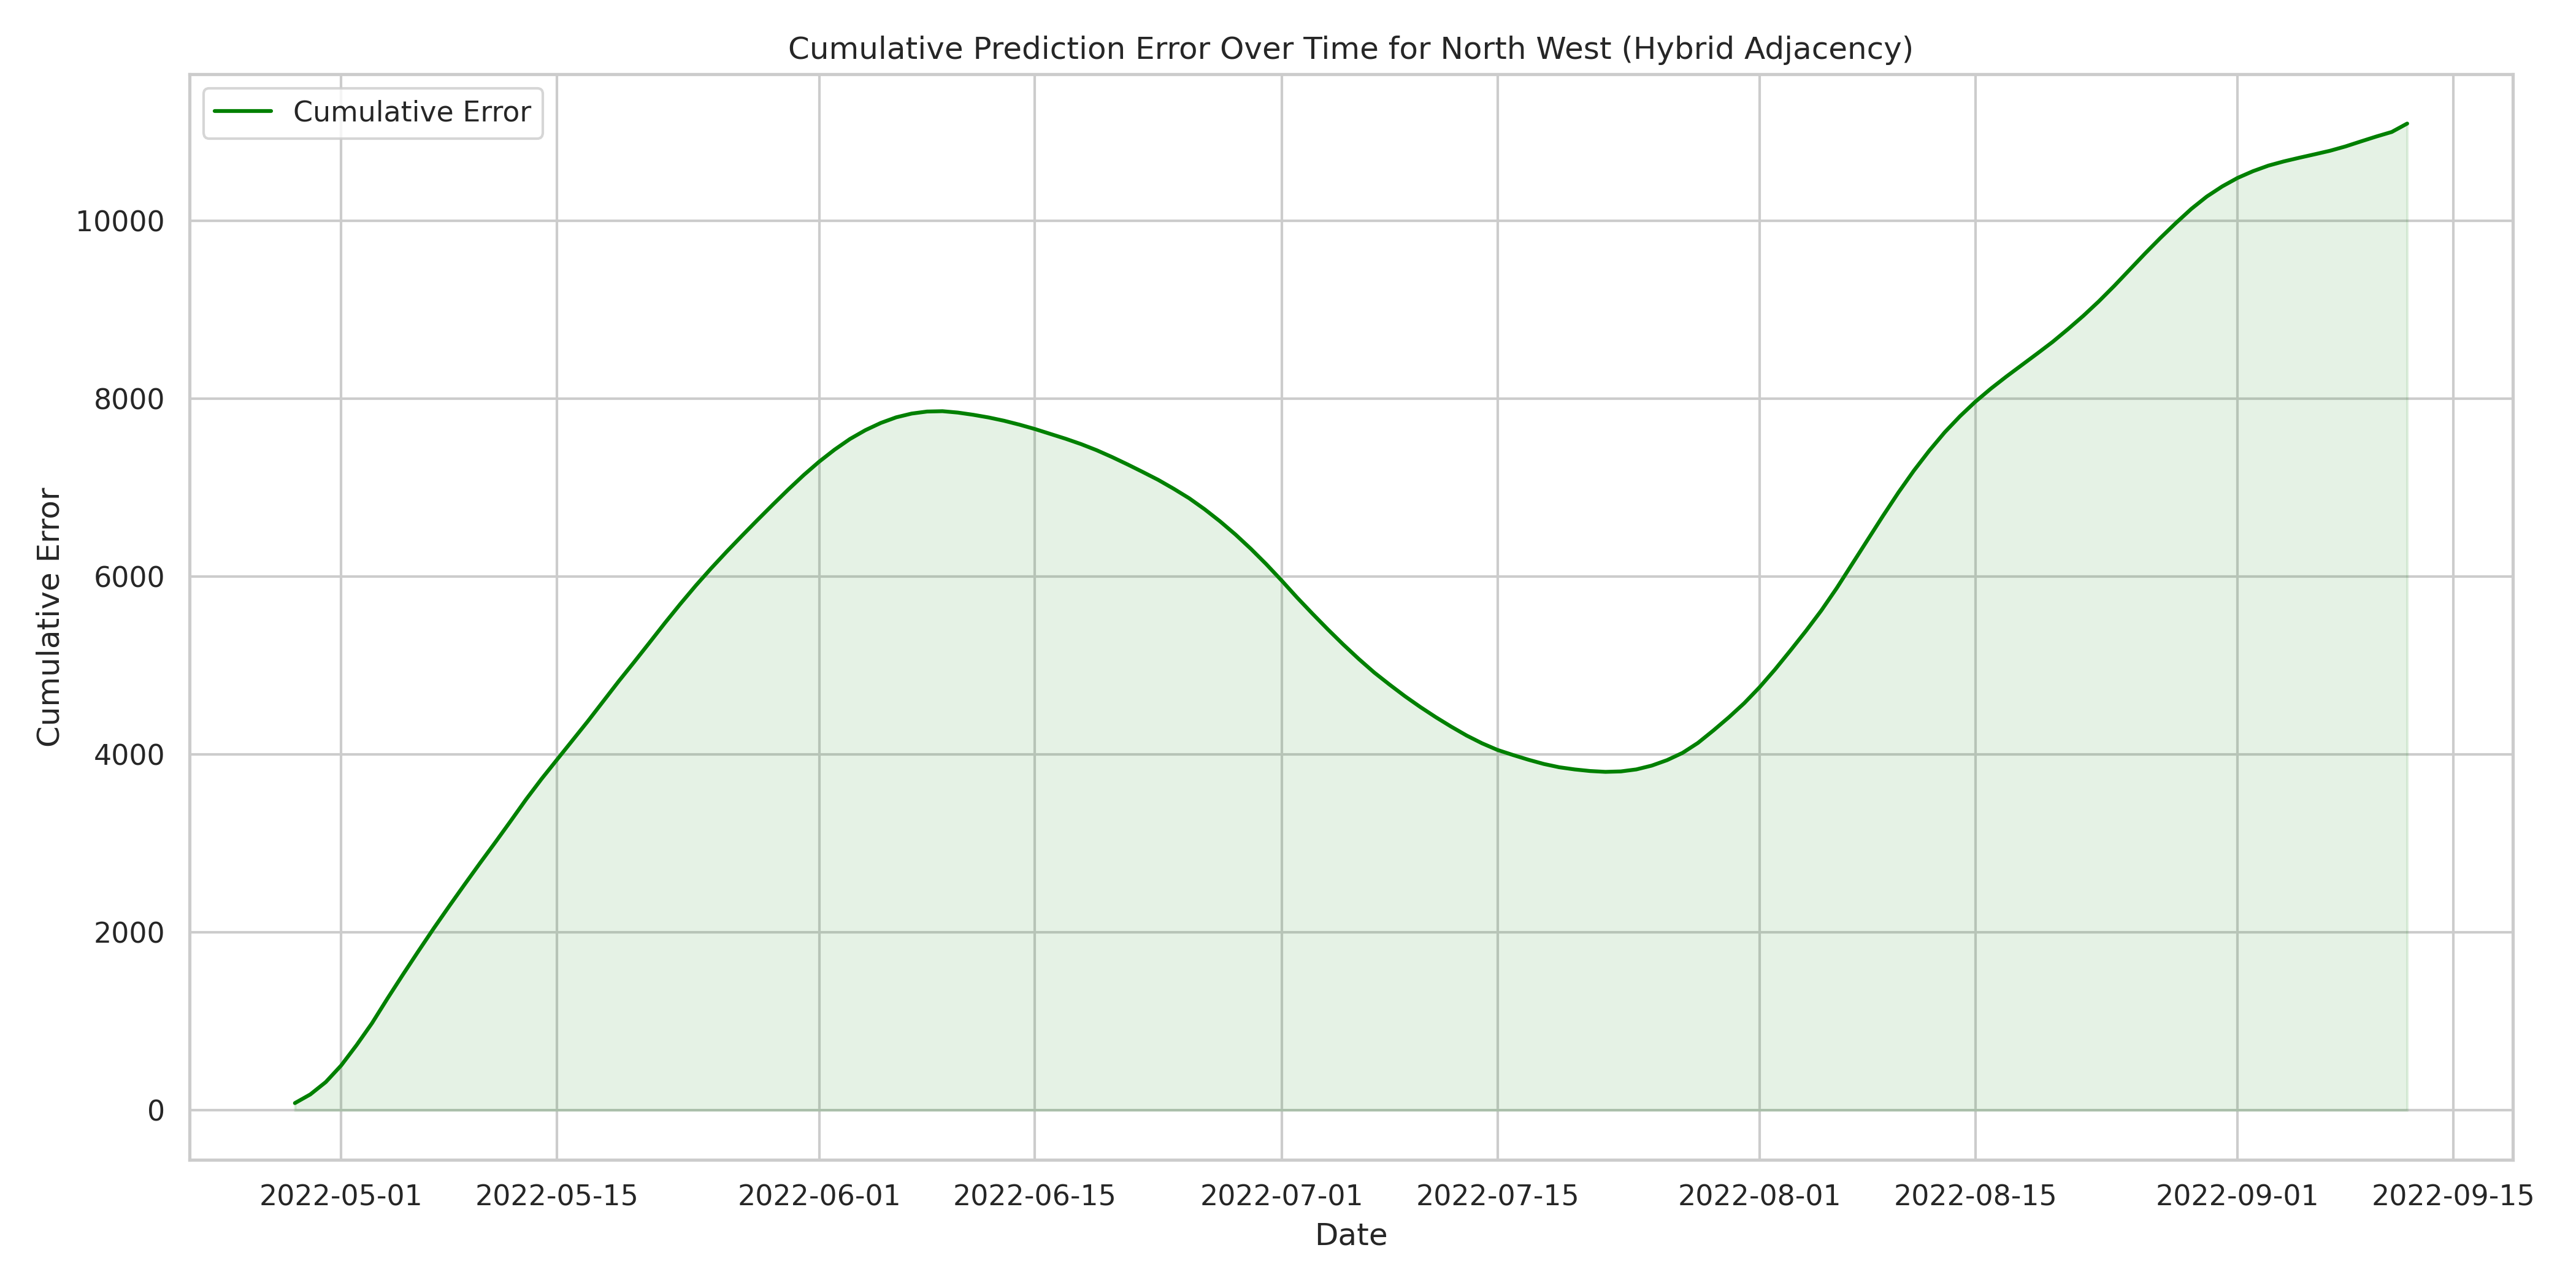 Cumulative Prediction Error Over Time for North West (Hybrid Adjacency)
Cumulative Error
Cumulative Error
10000
8000
6000
4000
2000
0
2022-05-01 2022-05-15 2022-06-01 2022-06-15 2022-07-01 2022-07-15 2022-08-01 2022-08-15 2022-09-01 2022-09-15
Date